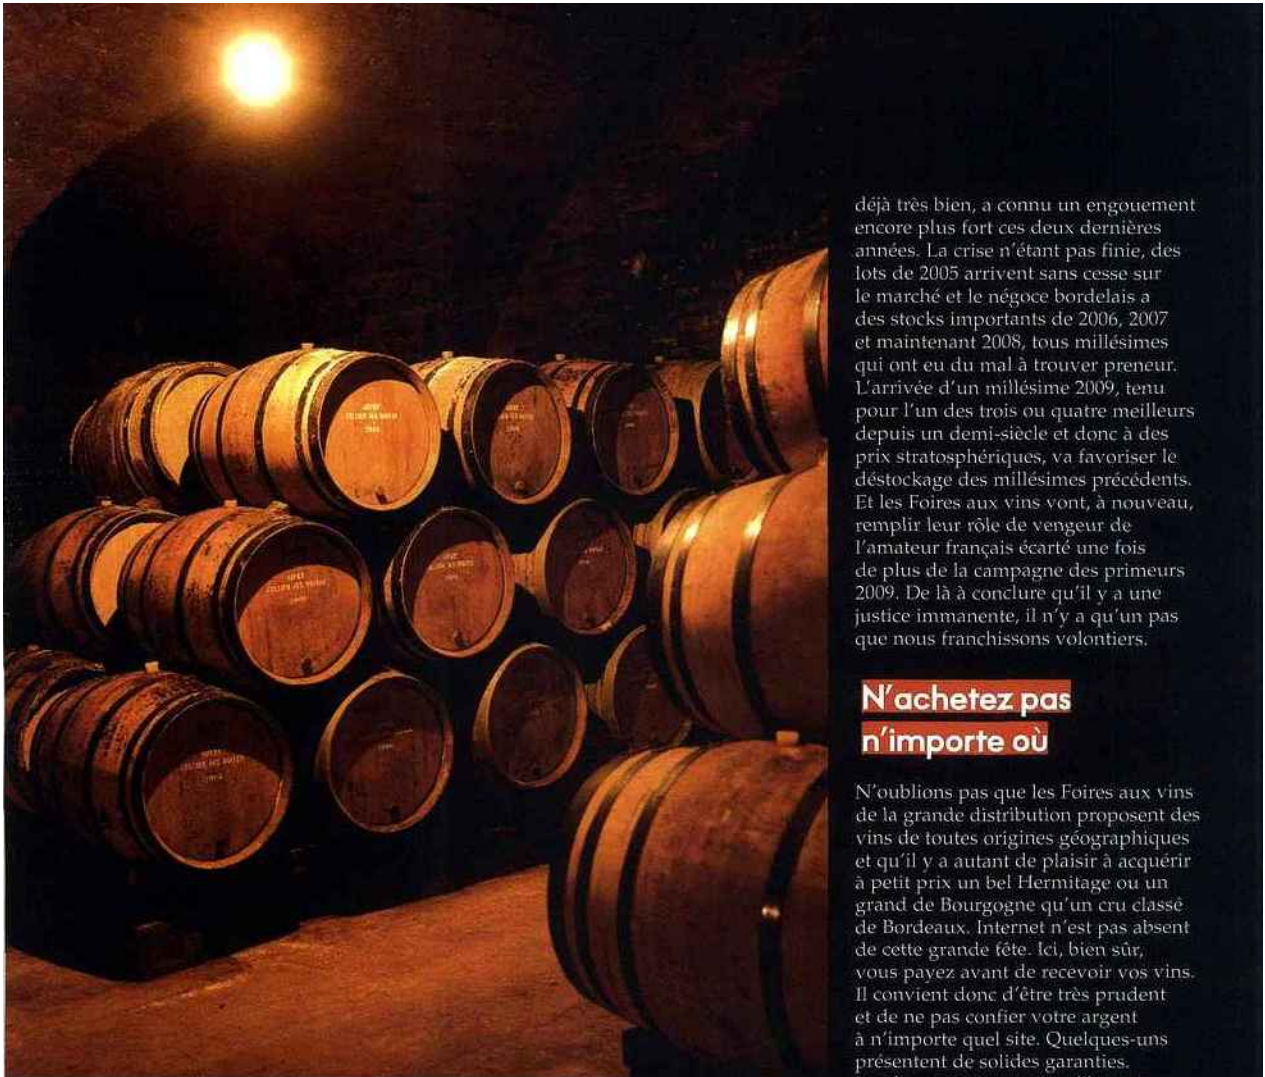 déjà très bien, a connu un engouement
encore plus fort ces deux dernières
années. La crise n'étant pas finie, des
lots de 2005 arrivent sans cesse sur
le marché et le négoce bordelais a
des stocks importants de 2006, 2007
et maintenant 2008, tous millésimes
qui ont eu du mal à trouver preneur.
L'arrivée d'un millésime 2009, tenu
pour l'un des trois ou quatre meilleurs
depuis un demi-siècle et donc à des
prix stratosphériques, va favoriser le
déstockage des millésimes précédents.
Et les Foires aux vins vont, à nouveau,
remplir leur rôle de vengeur de
l'amateur français écarté une fois
de plus de la campagne des primeurs
2009. De là à conclure qu'il y a une
justice immanente, il n'y a qu'un pas
que nous franchissons volontiers.
N'achetez pas
n'importe où
N'oublions pas que les Foires aux vins
de la grande distribution proposent des
vins de toutes origines géographiques
et qu'il y a autant de plaisir à acquérir
à petit prix un bel Hermitage ou un
grand de Bourgogne qu'un cru classé
de Bordeaux. Internet n'est pas absent
de cette grande fête. Ici, bien sûr,
vous payez avant de recevoir vos vins.
Il convient donc d'être très prudent
et de ne pas confier votre argent
à n'importe quel site. Quelques-uns
présentent de solides garanties.